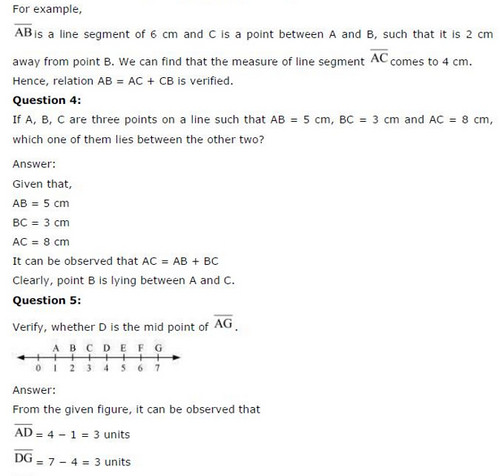 For example,
AB is a line segment of 6 cm and C is a point between A and B, such that it is 2 cm
away from point B. We can find that the measure of line segment AC comes to 4 cm.
Hence, relation AB = AC + CB is verified.
Question 4:
If A, B, C are three points on a line such that AB = 5 cm, BC = 3 cm and AC = 8 cm,
which one of them lies between the other two?
Answer:
Given that,
AB = 5 cm
BC = 3 cm
AC = 8 cm
It can be observed that AC = AB + BC
Clearly, point B is lying between A and C.
Question 5:
Verify, whether D is the mid point of AG.
A B C D E F G
0 1 2 3 4 5 6 7
Answer:
From the given figure, it can be observed that
AD = 4 − 1 = 3 units
DG = 7 − 4 = 3 units